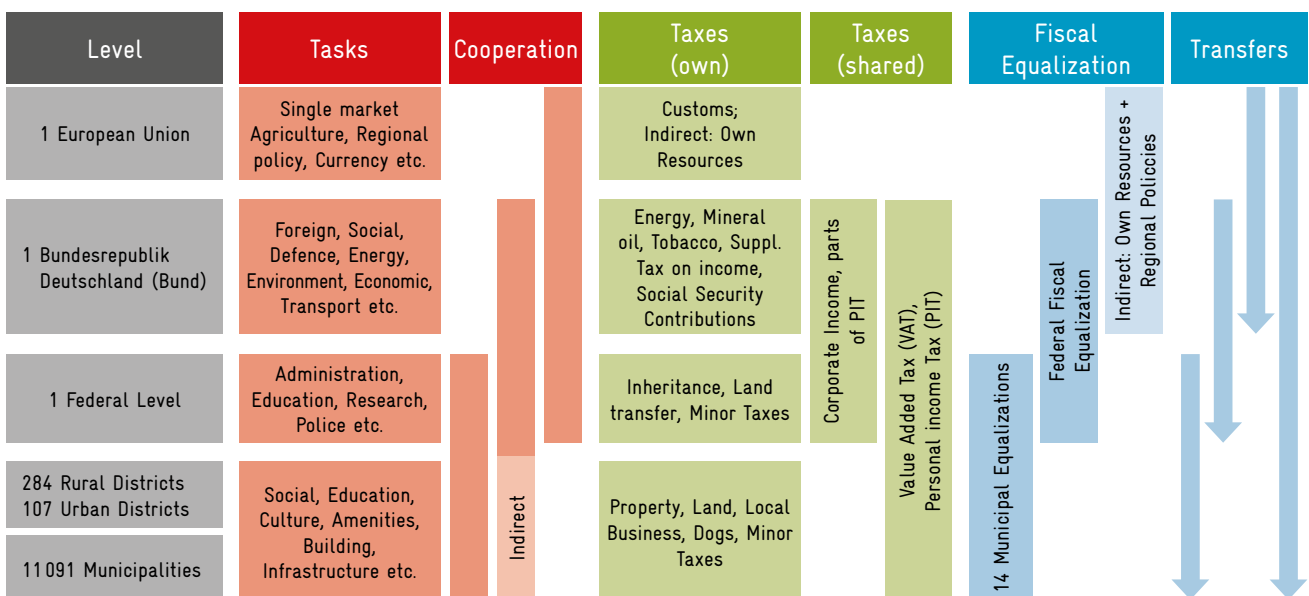 Level
Tasks
Cooperation
Taxes
(own)
Taxes
(shared)
Fiscal
Equalization
Transfers
1 European Union
Single market
Agriculture, Regional
policy, Currency etc.
Customs;
Indirect: Own
Resources
Indirect: Own Resources +
Regional Policcies
1 Bundesrepublik
Deutschland (Bund)
Foreign, Social,
Defence, Energy,
Environment, Economic,
Transport etc.
Energy, Mineral
oil, Tobacco, Suppl.
Tax on income,
Social Security
Contributions
Corporate Income, parts
of PIT
Value Added Tax (VAT),
Personal income Tax (PIT)
Federal Fiscal
Equalization
1 Federal Level
Administration,
Education, Research,
Police etc.
Inheritance, Land
transfer, Minor Taxes
14 Municipal Equalizations
284 Rural Districts
107 Urban Districts
11 091 Municipalities
Social, Education,
Culture, Amenities,
Building,
Infrastructure etc.
Indirect
Property, Land, Local
Business, Dogs, Minor
Taxes